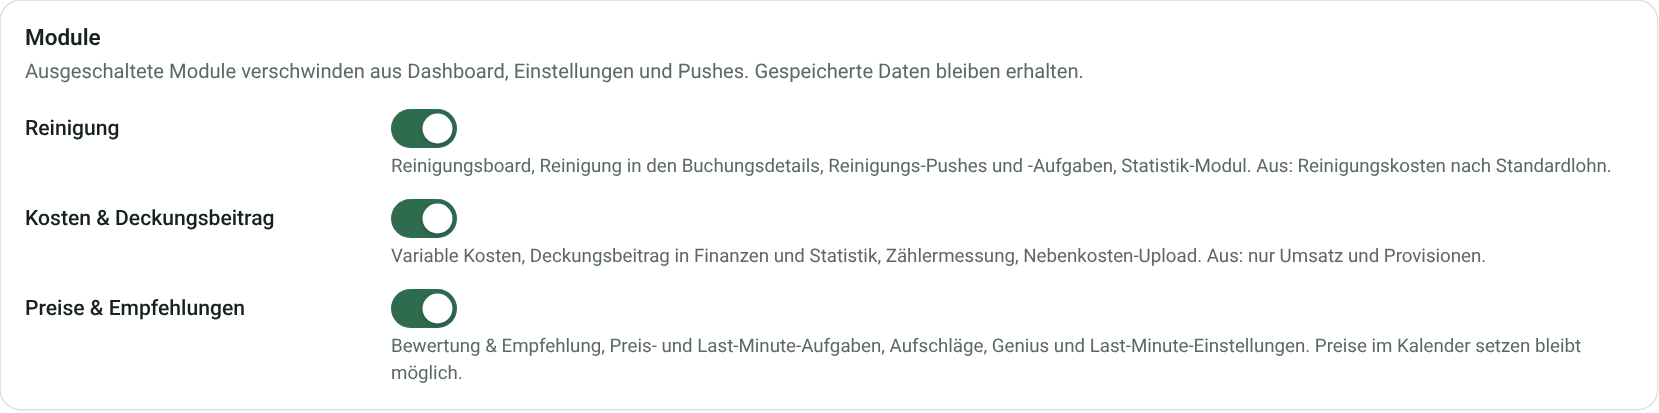 Module
Ausgeschaltete Module verschwinden aus Dashboard, Einstellungen und Pushes. Gespeicherte Daten bleiben erhalten.
Reinigung
Reinigungsboard, Reinigung in den Buchungsdetails, Reinigungs-Pushes und -Aufgaben, Statistik-Modul. Aus: Reinigungskosten nach Standardlohn.
Kosten & Deckungsbeitrag
Variable Kosten, Deckungsbeitrag in Finanzen und Statistik, Zählermessung, Nebenkosten-Upload. Aus: nur Umsatz und Provisionen.
Preise & Empfehlungen
Bewertung & Empfehlung, Preis- und Last-Minute-Aufgaben, Aufschläge, Genius und Last-Minute-Einstellungen. Preise im Kalender setzen bleibt
möglich.